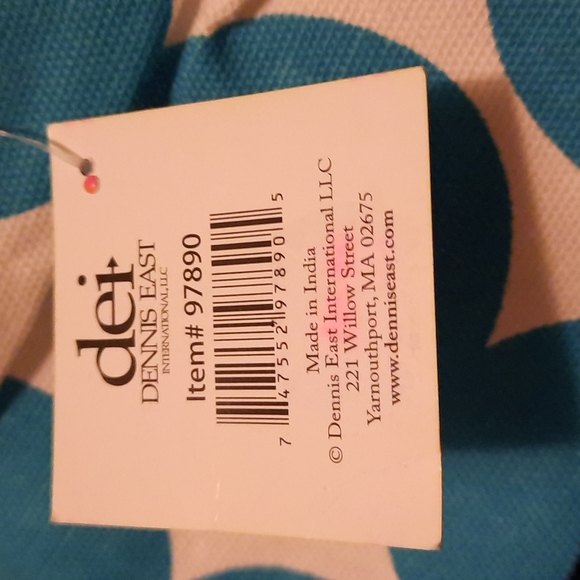 dei
DENNIS EAST
INTERNATIONAL, LLC
Item# 97890
7 47552 97890 5
Made in India
© Dennis East International LLC
221 Willow Street
Yarmouthport, MA 02675
www.denniseast.com